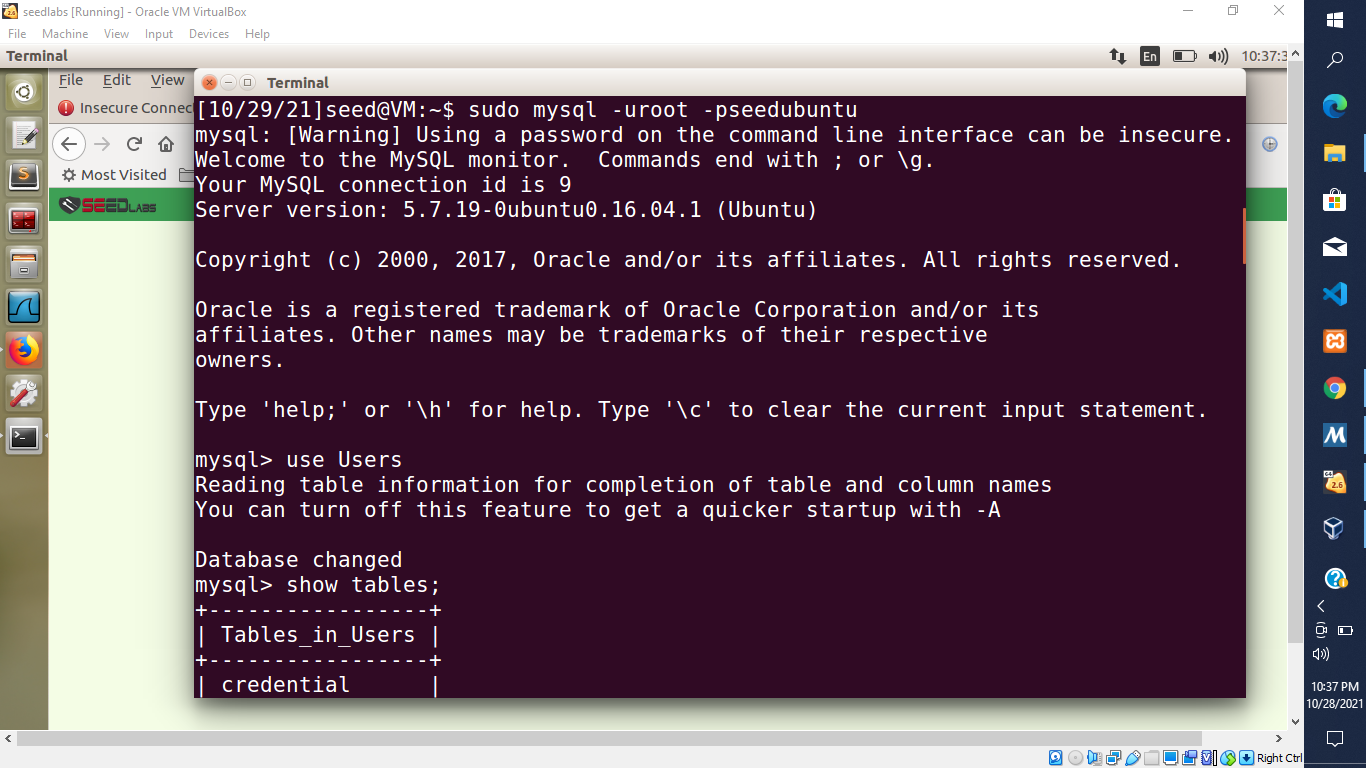 seedlabs [Running] - Oracle VM VirtualBox
File Machine View Input Devices Help
Terminal
En
10:37:3
File Edit View
Terminal
Insecure Connec
Most Visited
SEEDLABS
[10/29/21]seed@VM:~$ sudo mysql -uroot -pseedubuntu
mysql: [Warning] Using a password on the command line interface can be insecure.
Welcome to the MySQL monitor.  Commands end with ; or \g.
Your MySQL connection id is 9
Server version: 5.7.19-0ubuntu0.16.04.1 (Ubuntu)
Copyright (c) 2000, 2017, Oracle and/or its affiliates. All rights reserved.
Oracle is a registered trademark of Oracle Corporation and/or its
affiliates. Other names may be trademarks of their respective
owners.
Type 'help;' or '\h' for help. Type '\c' to clear the current input statement.
mysql> use Users
Reading table information for completion of table and column names
You can turn off this feature to get a quicker startup with -A
Database changed
mysql> show tables;
+-----------------+
| Tables_in_Users |
+-----------------+
| credential      |
10:37 PM
10/28/2021
Right Ctrl